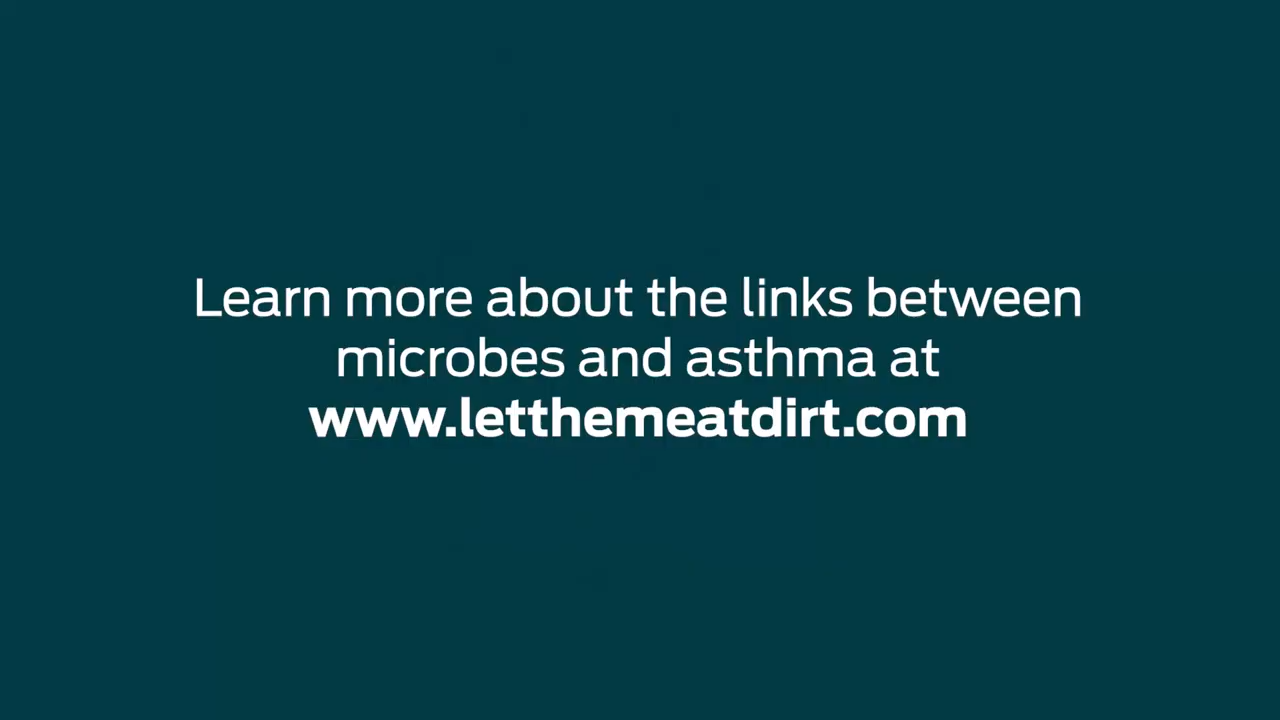 Learn more about the links between
microbes and asthma at
www.letthemeatdirt.com